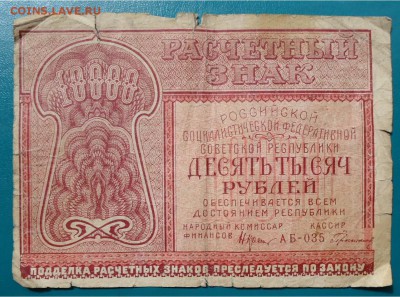 COINS.LAVE.RU
РАСЧЕТНЫЙ
ЗНАК
10000
РОССИЙСКОЙ
СОЦИАЛИСТИЧЕСКОЙ ФЕДЕРАТИВНОЙ
СОВЕТСКОЙ РЕСПУБЛИКИ
ДЕСЯТЬ ТЫСЯЧ
РУБЛЕЙ
ОБЕСПЕЧИВАЕТСЯ ВСЕМ
ДОСТОЯНИЕМ РЕСПУБЛИКИ
НАРОДНЫЙ КОМИССАР КАССИР
ФИНАНСОВ АБ-035
ПОДДЕЛКА РАСЧЕТНЫХ ЗНАКОВ ПРЕСЛЕДУЕТСЯ ПО ЗАКОНУ